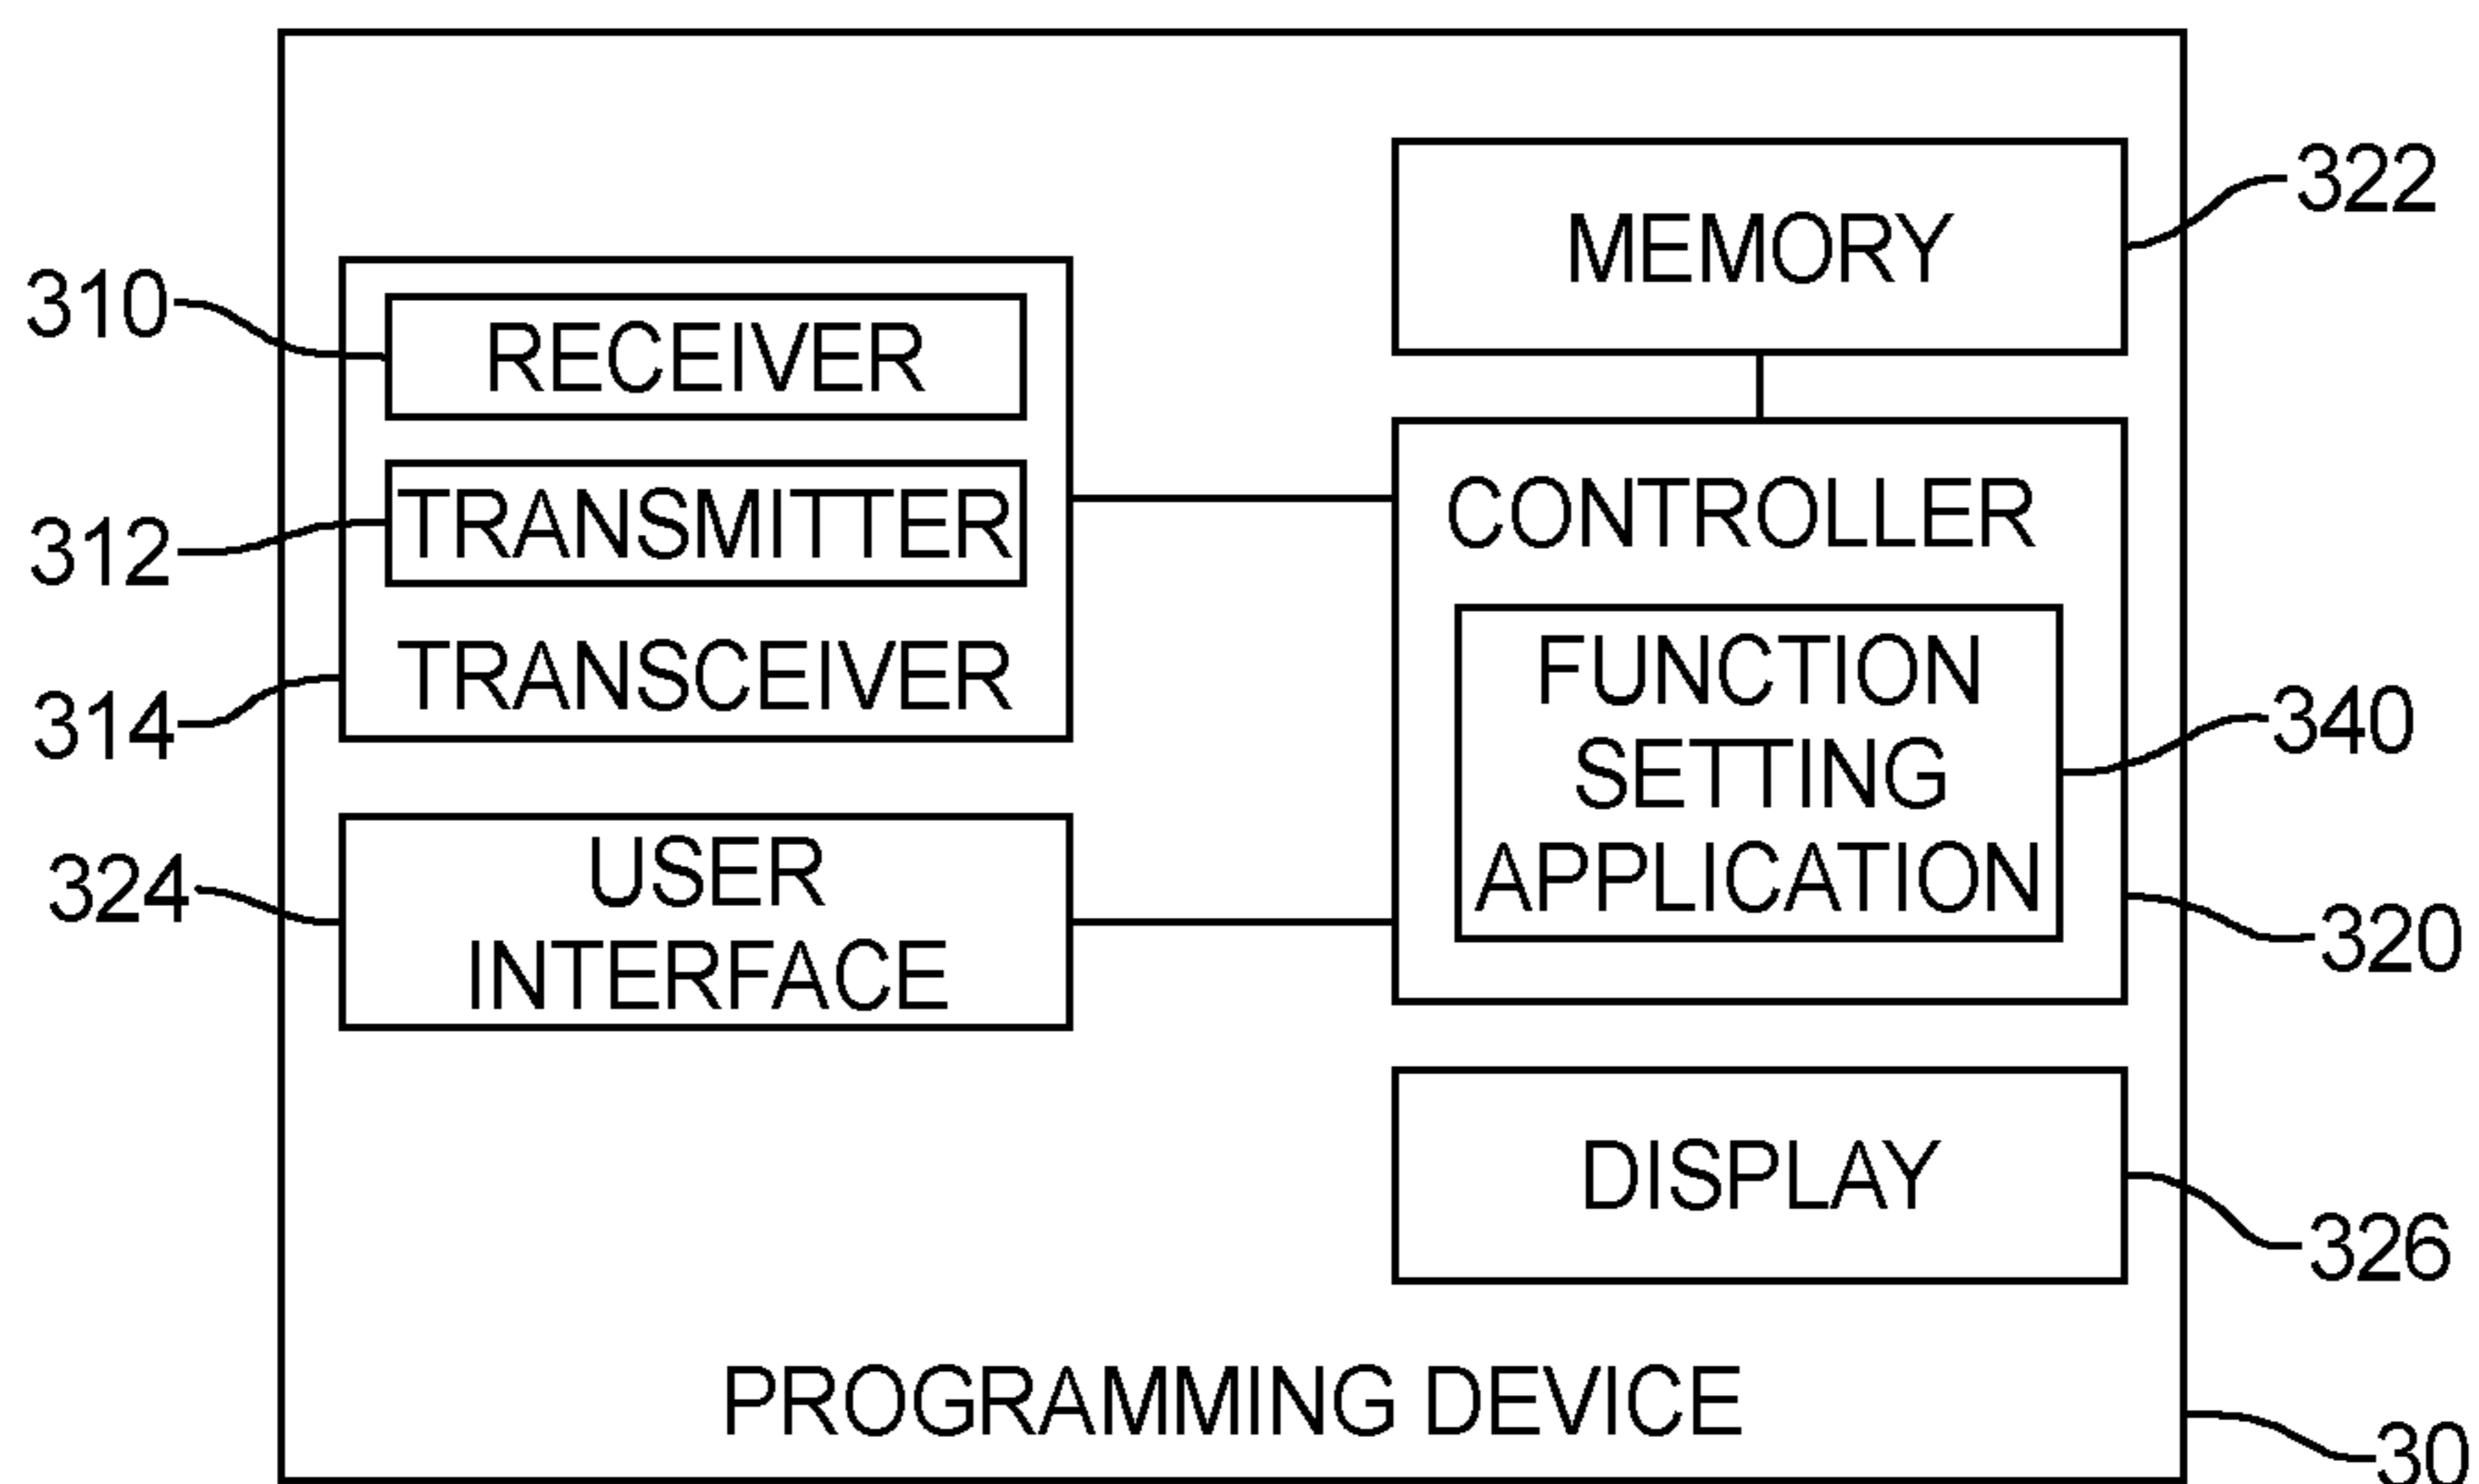 322
MEMORY
310
RECEIVER
312
TRANSMITTER
CONTROLLER
314
TRANSCEIVER
FUNCTION
SETTING
APPLICATION
340
324
USER
INTERFACE
320
DISPLAY
326
PROGRAMMING DEVICE
30